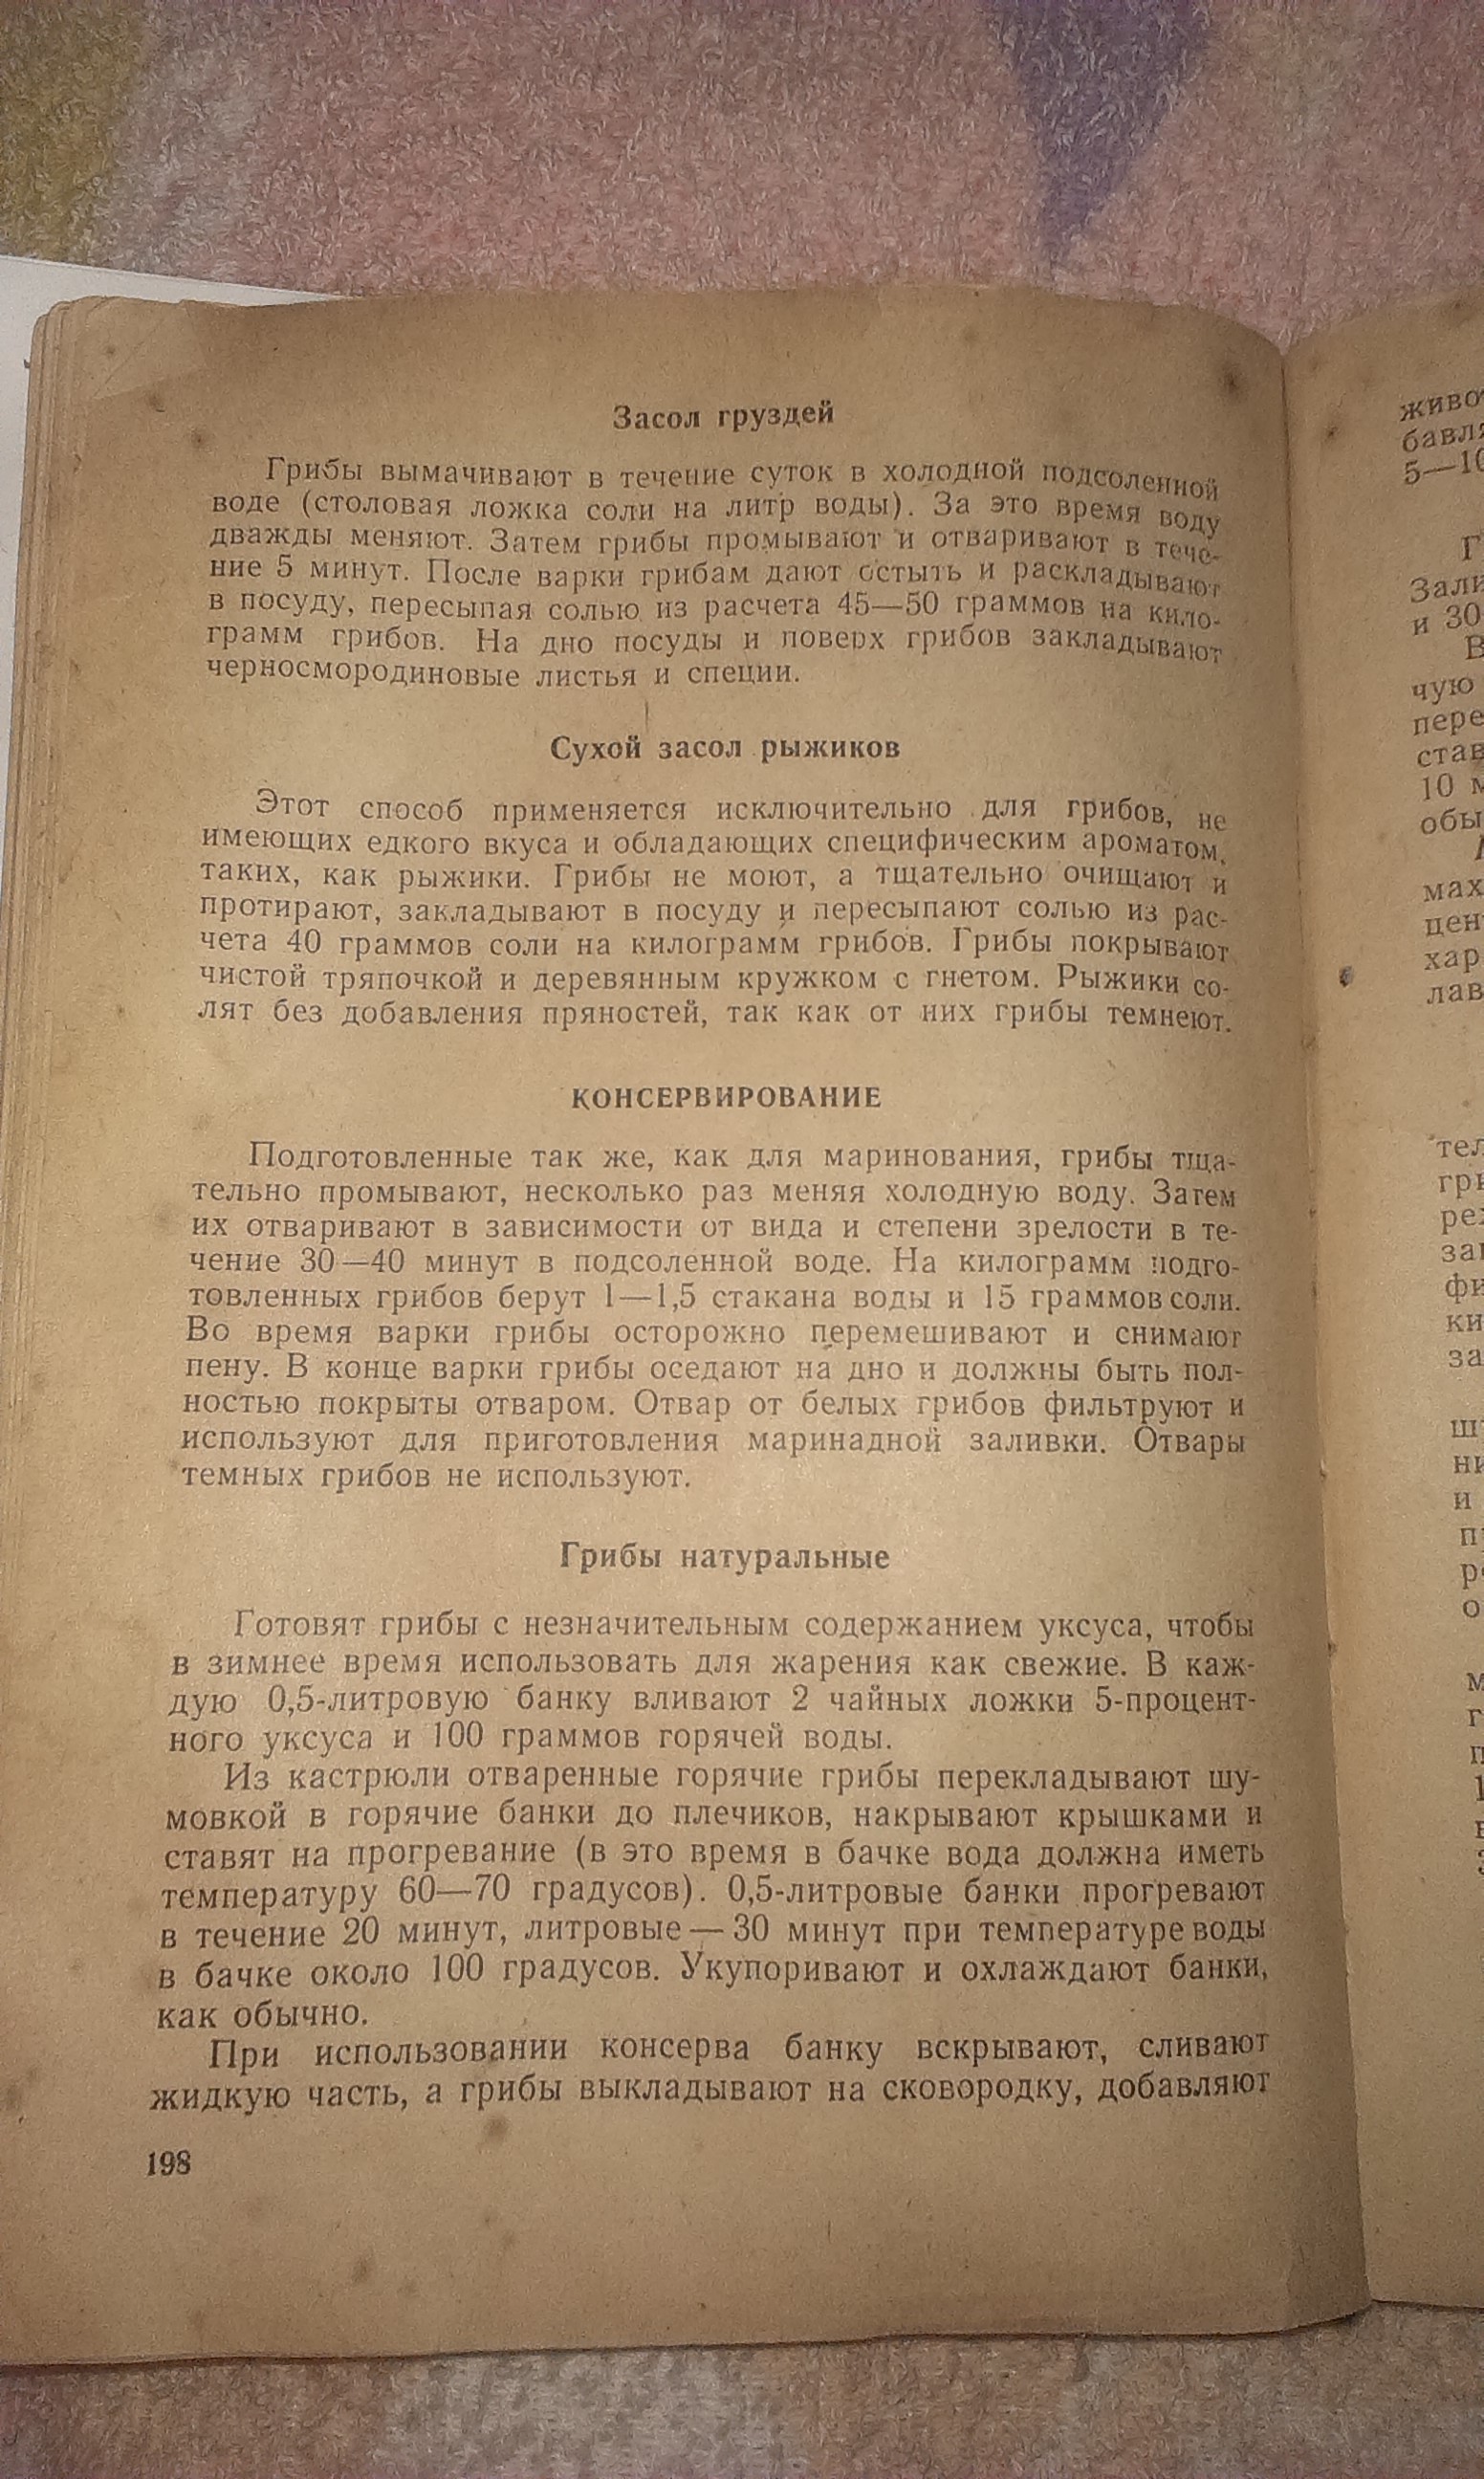 Засол груздей
Грибы вымачивают в течение суток в холодной подсоленной
воде (столовая ложка соли на литр воды). За это время воду
дважды меняют. Затем грибы промывают и отваривают в тече-
ние 5 минут. После варки грибам дают остыть и раскладывают
в посуду, пересыпая солью из расчета 45—50 граммов на кило-
грамм грибов. На дно посуды и поверх грибов закладывают
черносмородиновые листья и специи.
Сухой засол рыжиков
Этот способ применяется исключительно для грибов, не
имеющих едкого вкуса и обладающих специфическим ароматом,
таких, как рыжики. Грибы не моют, а тщательно очищают и
протирают, закладывают в посуду и пересыпают солью из рас-
чета 40 граммов соли на килограмм грибов. Грибы покрывают
чистой тряпочкой и деревянным кружком с гнетом. Рыжики со-
лят без добавления пряностей, так как от них грибы темнеют.
КОНСЕРВИРОВАНИЕ
Подготовленные так же, как для маринования, грибы тща-
тельно промывают, несколько раз меняя холодную воду. Затем
их отваривают в зависимости от вида и степени зрелости в те-
чение 30—40 минут в подсоленной воде. На килограмм подго-
товленных грибов берут 1—1,5 стакана воды и 15 граммов соли.
Во время варки грибы осторожно перемешивают и снимают
пену. В конце варки грибы оседают на дно и должны быть пол-
ностью покрыты отваром. Отвар от белых грибов фильтруют и
используют для приготовления маринадной заливки. Отвары
темных грибов не используют.
Грибы натуральные
Готовят грибы с незначительным содержанием уксуса, чтобы
в зимнее время использовать для жарения как свежие. В каж-
дую 0,5-литровую банку вливают 2 чайных ложки 5-процент-
ного уксуса и 100 граммов горячей воды.
Из кастрюли отваренные горячие грибы перекладывают шу-
мовкой в горячие банки до плечиков, накрывают крышками и
ставят на прогревание (в это время в бачке вода должна иметь
температуру 60—70 градусов). 0,5-литровые банки прогревают
в течение 20 минут, литровые — 30 минут при температуре воды
в бачке около 100 градусов. Укупоривают и охлаждают банки,
как обычно.
При использовании консерва банку вскрывают, сливают
жидкую часть, а грибы выкладывают на сковородку, добавляют
198